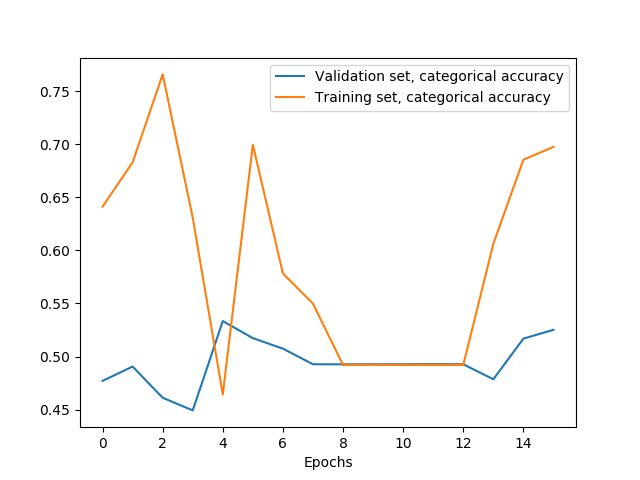 Validation set, categorical accuracy
Training set, categorical accuracy
0.75
0.70
0.65
0.60
0.55
0.50
0.45
0 2 4 6 8 10 12 14
Epochs